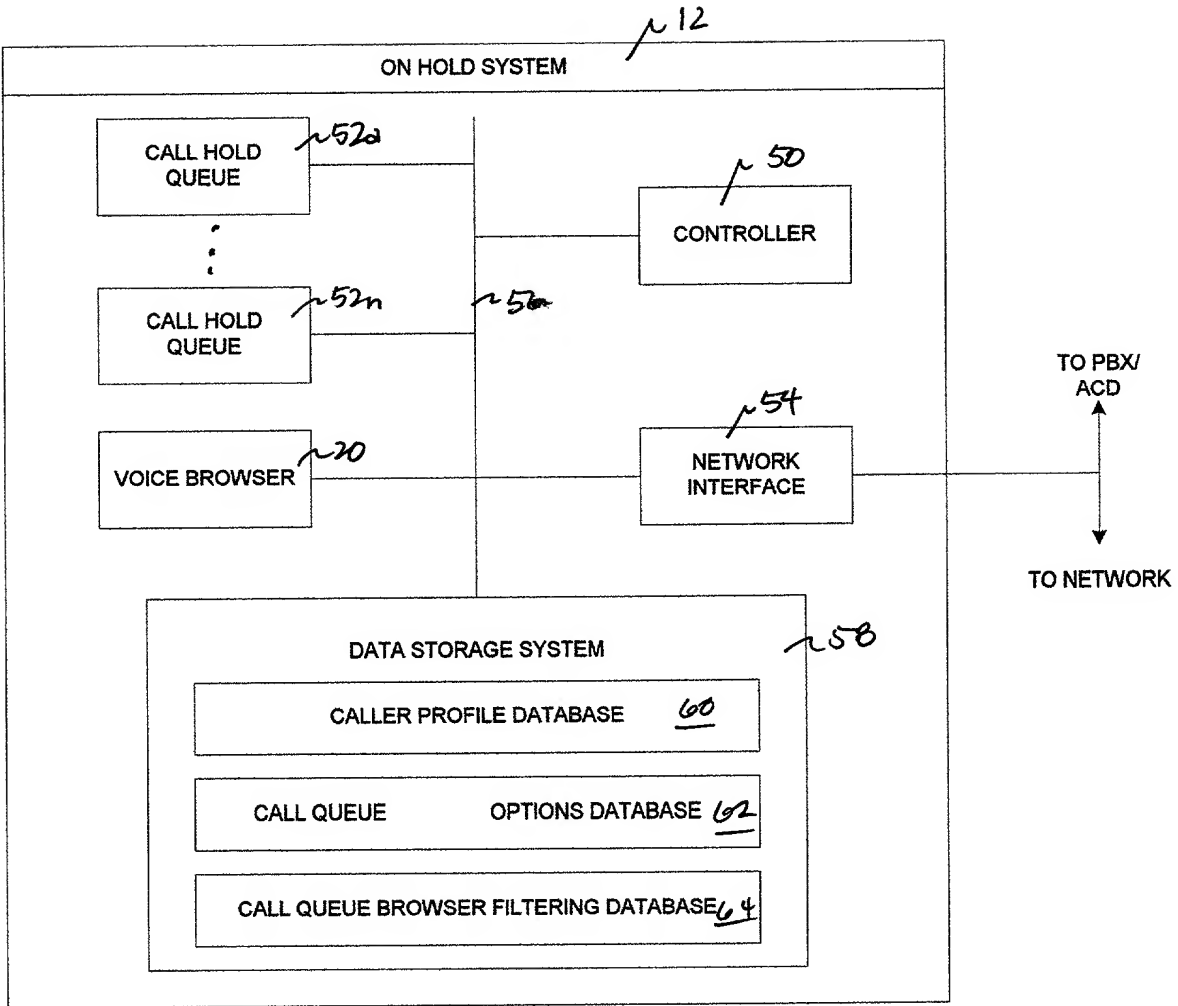 12
ON HOLD SYSTEM
52a
CALL HOLD
QUEUE
50
CONTROLLER
52n
CALL HOLD
QUEUE
TO PBX/
ACD
54
20
VOICE BROWSER
NETWORK
INTERFACE
TO NETWORK
58
DATA STORAGE SYSTEM
CALLER PROFILE DATABASE 60
CALL QUEUE OPTIONS DATABASE 62
CALL QUEUE BROWSER FILTERING DATABASE 64